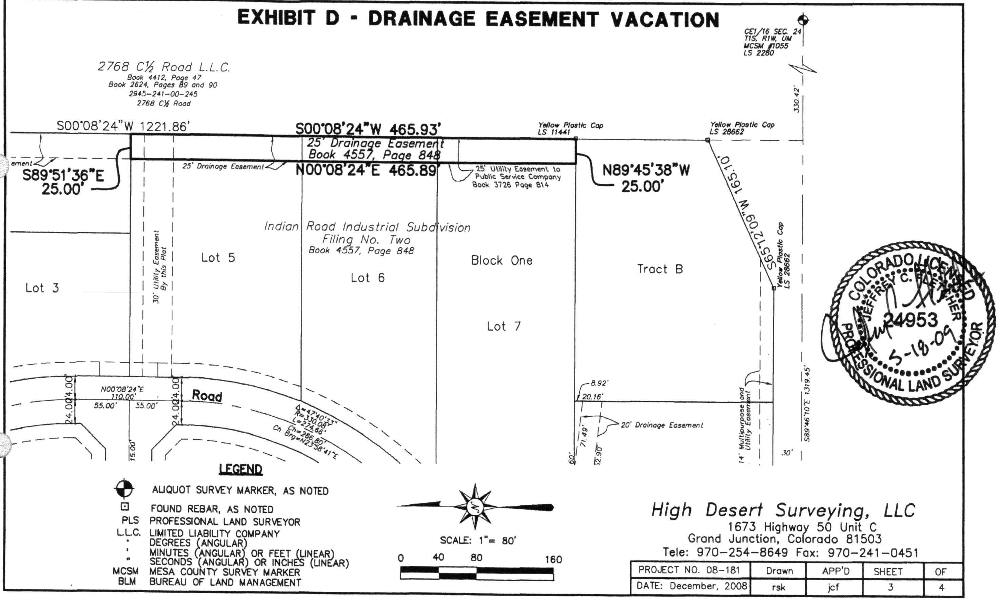 EXHIBIT D - DRAINAGE EASEMENT VACATION
CE1/16 SEC. 24
T1S, R1W, UM
MCSM #1055
LS 2280
2768 C½ Road L.L.C.
Book 4412, Page 47
Book 2624, Pages 89 and 90
2945-241-00-245
2768 C½ Road
330.42'
S00°08'24"W 1221.86'
S00°08'24"W 465.93'
Yellow Plastic Cap
LS 11441
Yellow Plastic Cap
LS 28662
25' Drainage Easement
Book 4557, Page 848
ement
25' Drainage Easement
N00°08'24"E 465.89'
25' Utility Easement to
Public Service Company
Book 3726 Page 814
S89°51'36"E
25.00'
N89°45'38"W
25.00'
S65°12'09"W 165.10'
Yellow Plastic Cap
LS 28662
Indian Road Industrial Subdivision
Filing No. Two
Book 4557, Page 848
30' Utility Easement
By this Plat
Lot 3
Lot 5
Lot 6
Block One
Lot 7
Tract B
COLORADO LICENSED
JEFFREY C. FLETCHER
24953
5-18-09
PROFESSIONAL LAND SURVEYOR
24.00'
24.00'
N00°08'24"E
110.00'
55.00'
55.00'
24.00'
24.00'
Road
15.00'
Δ=47°40'33"
R=330.08'
L=274.66'
Ch=266.80'
Ch Brg=N23°58'41"E
8.92'
20.16'
71.49'
52.90'
60'
20' Drainage Easement
14' Multipurpose and
Utility Easement
30'
S89°46'10"E 1319.45'
LEGEND
ALIQUOT SURVEY MARKER, AS NOTED
FOUND REBAR, AS NOTED
PLS PROFESSIONAL LAND SURVEYOR
L.L.C. LIMITED LIABILITY COMPANY
° DEGREES (ANGULAR)
' MINUTES (ANGULAR) OR FEET (LINEAR)
" SECONDS (ANGULAR) OR INCHES (LINEAR)
MCSM MESA COUNTY SURVEY MARKER
BLM BUREAU OF LAND MANAGEMENT
N
SCALE: 1"= 80'
0 40 80 160
High Desert Surveying, LLC
1673 Highway 50 Unit C
Grand Junction, Colorado 81503
Tele: 970-254-8649 Fax: 970-241-0451
PROJECT NO. 08-181 Drawn APP'D SHEET OF
DATE: December, 2008 rsk jcf 3 4